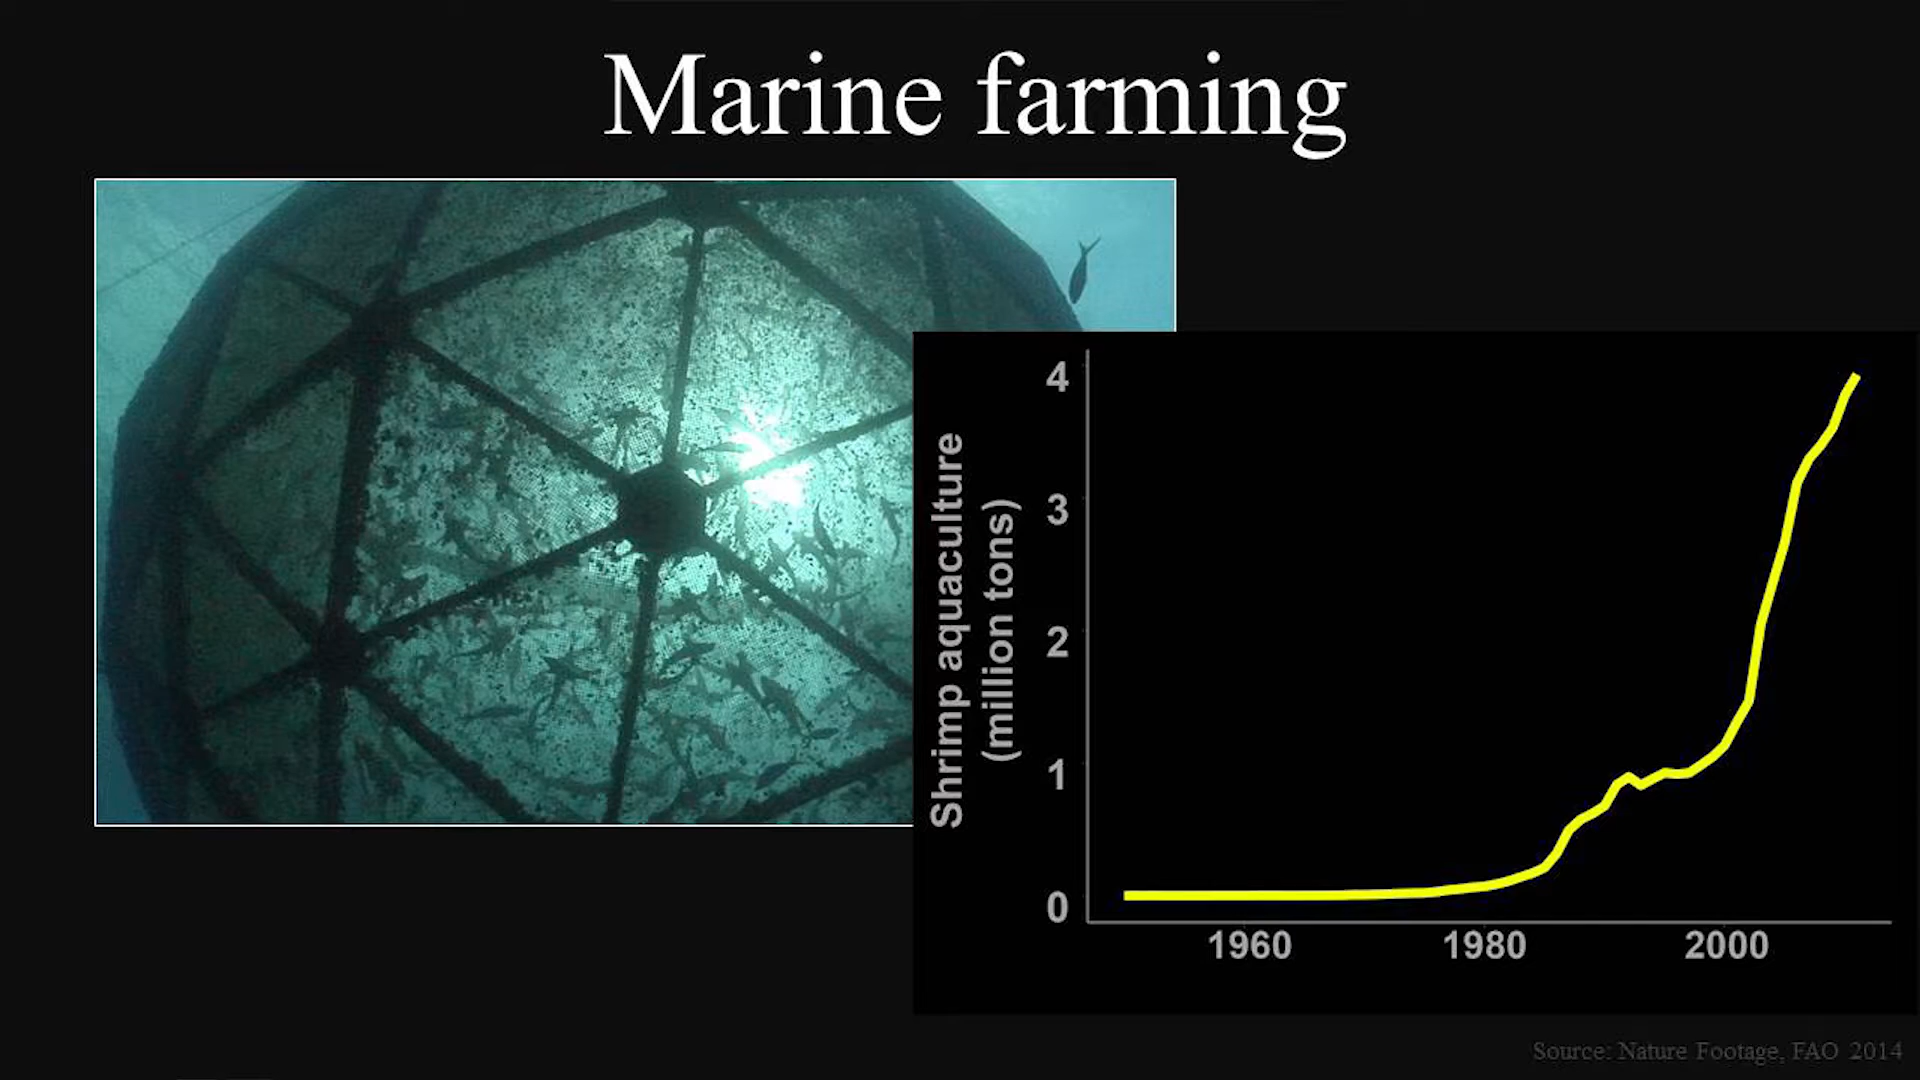 Marine farming
Shrimp aquaculture
(million tons)
4
3
2
1
0
1960
1980
2000
Source: Nature Footage, FAO 2014